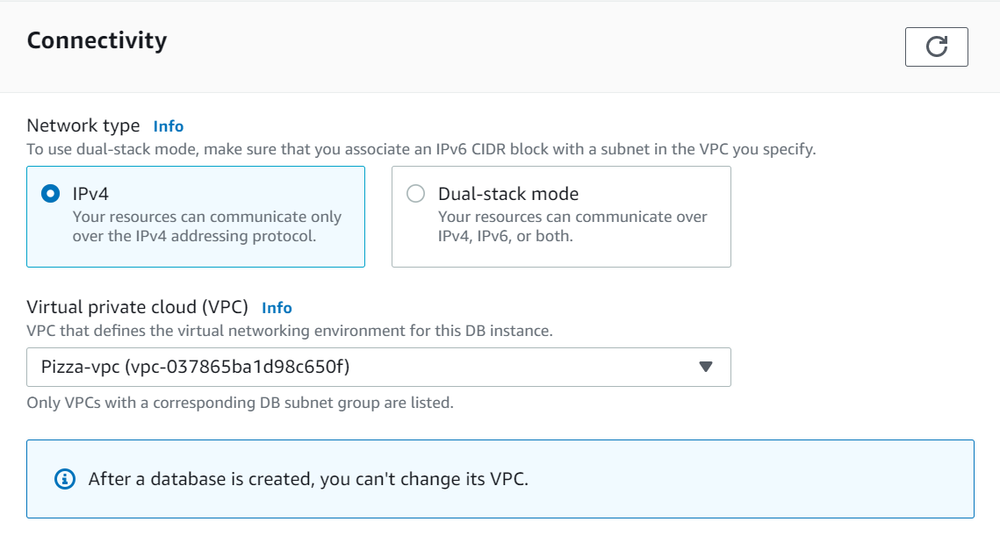 Connectivity
Network type Info
To use dual-stack mode, make sure that you associate an IPv6 CIDR block with a subnet in the VPC you specify.
IPv4
Your resources can communicate only
over the IPv4 addressing protocol.
Dual-stack mode
Your resources can communicate over
IPv4, IPv6, or both.
Virtual private cloud (VPC) Info
VPC that defines the virtual networking environment for this DB instance.
Pizza-vpc (vpc-037865ba1d98c650f)
Only VPCs with a corresponding DB subnet group are listed.
After a database is created, you can't change its VPC.